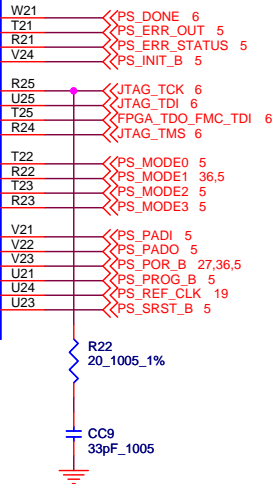 W21 PS_DONE 6
T21 PS_ERR_OUT 5
R21 PS_ERR_STATUS 5
V24 PS_INIT_B 5
R25 JTAG_TCK 6
U25 JTAG_TDI 6
T25 FPGA_TDO_FMC_TDI 6
R24 JTAG_TMS 6
T22 PS_MODE0 5
R22 PS_MODE1 36,5
T23 PS_MODE2 5
R23 PS_MODE3 5
V21 PS_PADI 5
V22 PS_PADO 5
V23 PS_POR_B 27,36,5
U21 PS_PROG_B 5
U24 PS_REF_CLK 19
U23 PS_SRST_B 5
R22
20_1005_1%
CC9
33pF_1005